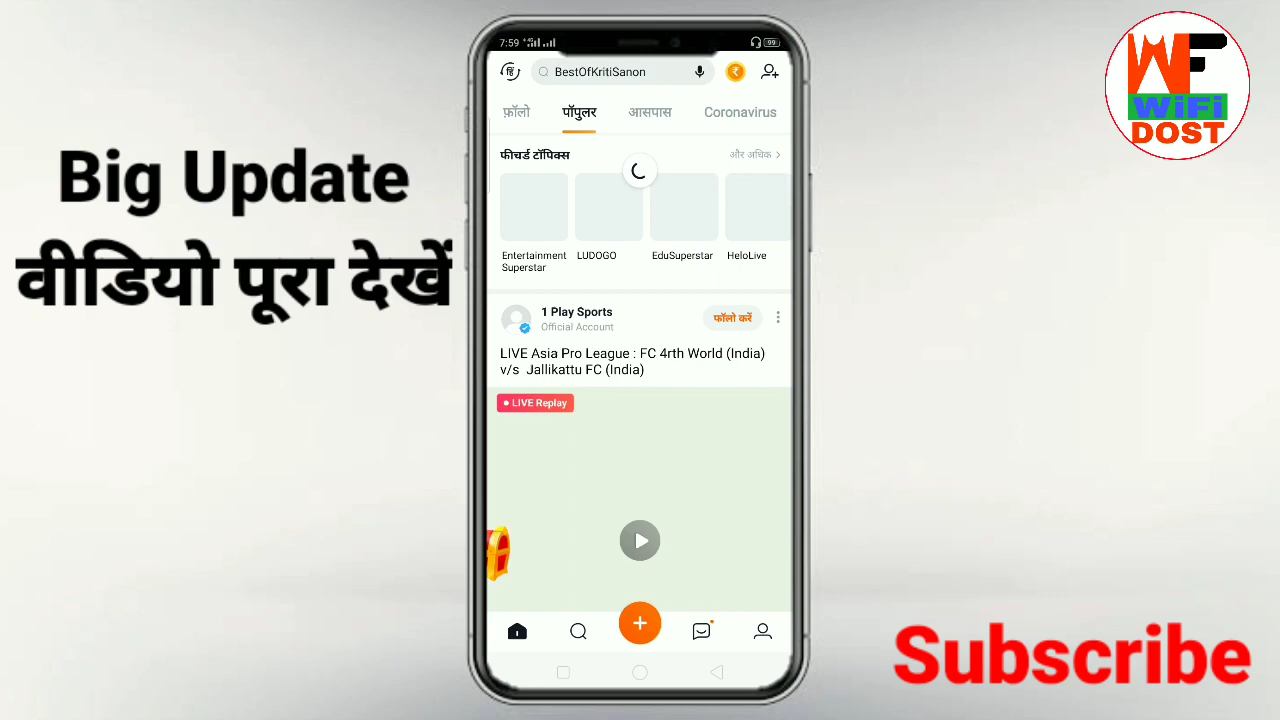 Big Update
वीडियो पूरा देखें
7:59
99
हिं
BestOfKritiSanon
₹
फ़ॉलो
पॉपुलर
आसपास
Coronavirus
फीचर्ड टॉपिक्स
और अधिक >
Entertainment Superstar
LUDOGO
EduSuperstar
HeloLive
1 Play Sports
Official Account
फॉलो करें
LIVE Asia Pro League : FC 4rth World (India)
v/s Jallikattu FC (India)
LIVE Replay
WF
WiFi
DOST
Subscribe